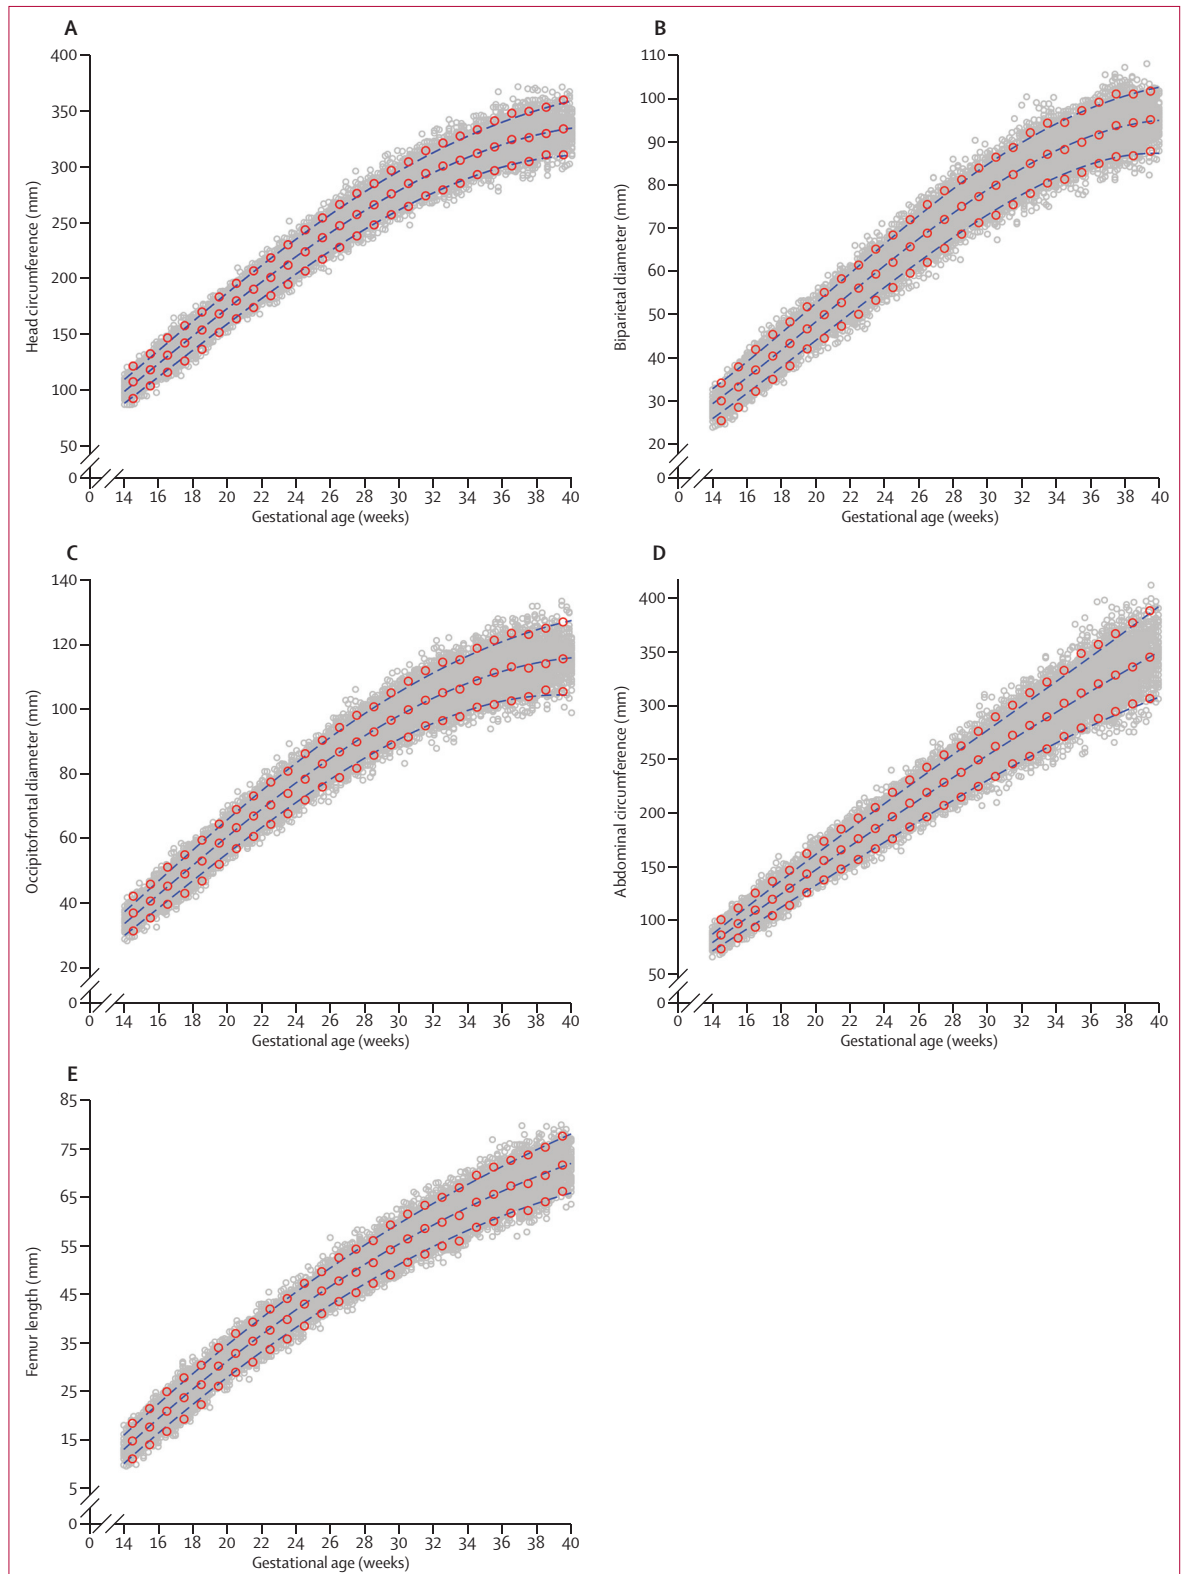 A
400
350
300
250
200
150
100
50
0
Head circumference (mm)
0 14 16 18 20 22 24 26 28 30 32 34 36 38 40
Gestational age (weeks)
B
110
100
90
80
70
60
50
40
30
20
0
Biparietal diameter (mm)
0 14 16 18 20 22 24 26 28 30 32 34 36 38 40
Gestational age (weeks)
C
140
120
100
80
60
40
20
0
Occipitofrontal diameter (mm)
0 14 16 18 20 22 24 26 28 30 32 34 36 38 40
Gestational age (weeks)
D
400
350
300
250
200
150
100
50
0
Abdominal circumference (mm)
0 14 16 18 20 22 24 26 28 30 32 34 36 38 40
Gestational age (weeks)
E
85
75
65
55
45
35
25
15
5
0
Femur length (mm)
0 14 16 18 20 22 24 26 28 30 32 34 36 38 40
Gestational age (weeks)